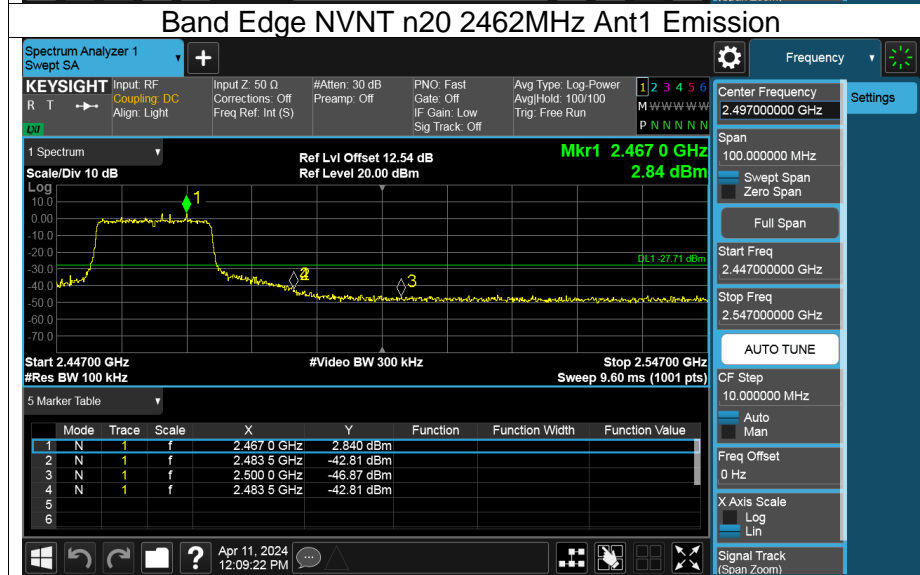 Band Edge NVNT n20 2462MHz Ant1 Emission
Spectrum Analyzer 1
Swept SA
+
Frequency
KEYSIGHT Input: RF Input Z: 50 Ω #Atten: 30 dB PNO: Fast Avg Type: Log-Power 1 2 3 4 5 6
R T Coupling: DC Corrections: Off Preamp: Off Gate: Off Avg|Hold: 100/100 M W W W W W
Align: Light Freq Ref: Int (S) IF Gain: Low Trig: Free Run
LXI Sig Track: Off P N N N N N
1 Spectrum
Ref Lvl Offset 12.54 dB Mkr1 2.467 0 GHz
Scale/Div 10 dB Ref Level 20.00 dBm 2.84 dBm
Log
10.0
0.00
-10.0
-20.0
-30.0
-40.0
-50.0
-60.0
-70.0
1
DL1 -27.71 dBm
3
Start 2.44700 GHz #Video BW 300 kHz Stop 2.54700 GHz
#Res BW 100 kHz Sweep 9.60 ms (1001 pts)
5 Marker Table
Mode Trace Scale X Y Function Function Width Function Value
1 N 1 f 2.467 0 GHz 2.840 dBm
2 N 1 f 2.483 5 GHz -42.81 dBm
3 N 1 f 2.500 0 GHz -46.87 dBm
4 N 1 f 2.483 5 GHz -42.81 dBm
5
6
?
Apr 11, 2024
12:09:22 PM
Center Frequency
2.497000000 GHz
Settings
Span
100.000000 MHz
Swept Span
Zero Span
Full Span
Start Freq
2.447000000 GHz
Stop Freq
2.547000000 GHz
AUTO TUNE
CF Step
10.000000 MHz
Auto
Man
Freq Offset
0 Hz
X Axis Scale
Log
Lin
Signal Track
(Span Zoom)